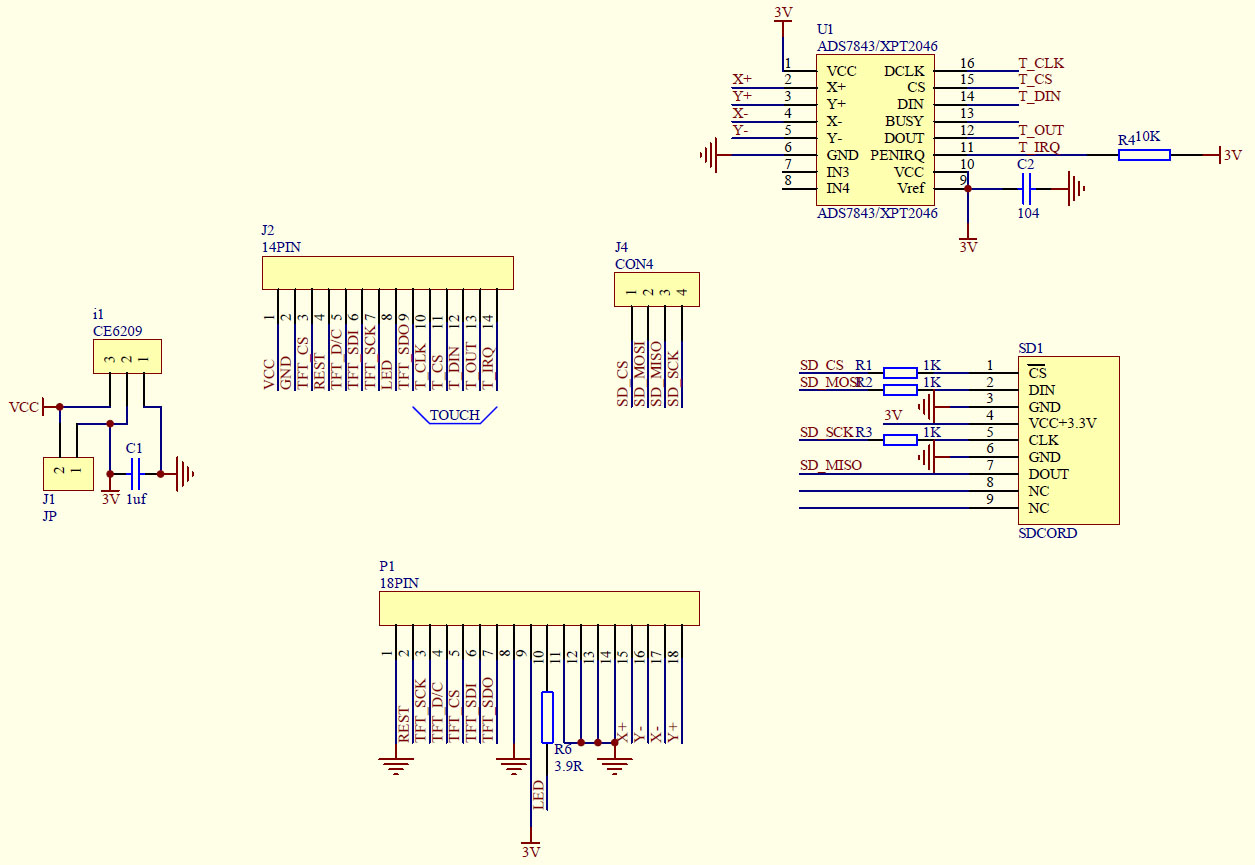 3V
U1
ADS7843/XPT2046
1 VCC DCLK 16 T_CLK
X+ 2 X+ CS 15 T_CS
Y+ 3 Y+ DIN 14 T_DIN
X- 4 X- BUSY 13
Y- 5 Y- DOUT 12 T_OUT
6 GND PENIRQ 11 T_IRQ R4 10K 3V
7 IN3 VCC 10 C2
8 IN4 Vref 9
ADS7843/XPT2046 104
3V
J2
14PIN
1 2 3 4 5 6 7 8 9 10 11 12 13 14
VCC
GND
TFT_CS
REST
TFT_D/C
TFT_SDI
TFT_SCK
LED
TFT_SDO
T_CLK
T_CS
T_DIN
T_OUT
T_IRQ
TOUCH
J4
CON4
1 2 3 4
SD_CS
SD_MOSI
SD_MISO
SD_SCK
i1
CE6209
3 2 1
VCC
C1
2 1
3V 1uf
J1
JP
SD1
SD_CS R1 1K 1 CS
SD_MOSI R2 1K 2 DIN
3 GND
3V 4 VCC+3.3V
SD_SCK R3 1K 5 CLK
6 GND
SD_MISO 7 DOUT
8 NC
9 NC
SDCORD
P1
18PIN
1 2 3 4 5 6 7 8 9 10 11 12 13 14 15 16 17 18
REST
TFT_SCK
TFT_D/C
TFT_CS
TFT_SDI
TFT_SDO
X+
Y-
X-
Y+
R6
3.9R
LED
3V